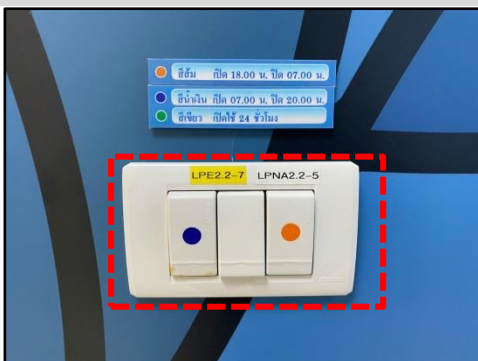 สีส้ม เปิด 18.00 น. ปิด 07.00 น.
สีน้ำเงิน เปิด 07.00 น. ปิด 20.00 น.
สีเขียว เปิดใช้ 24 ชั่วโมง
LPE2.2-7 LPNA2.2-5